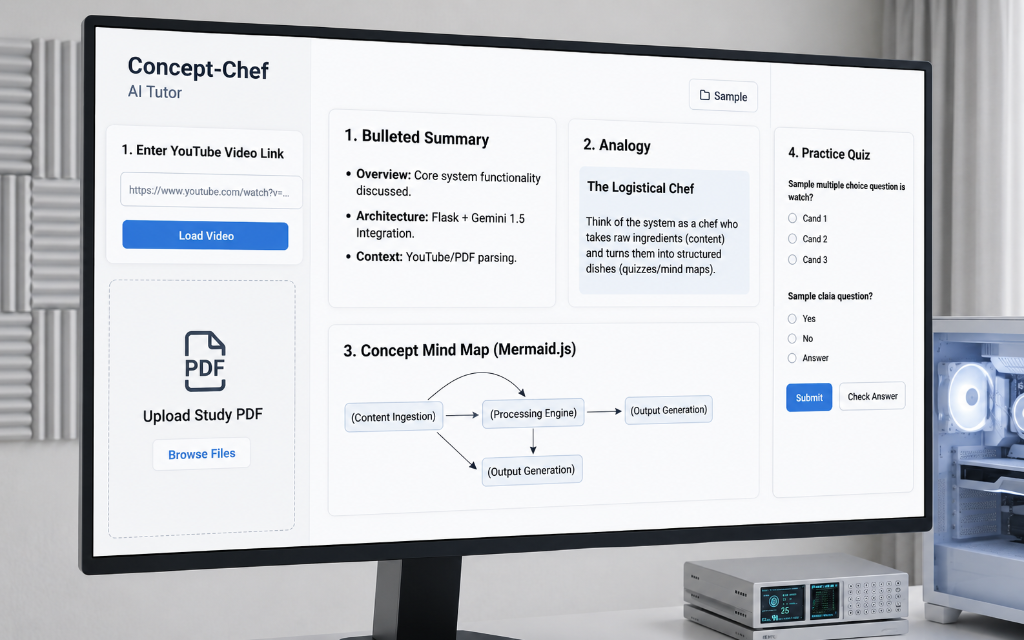 Concept-Chef
AI Tutor
1. Enter YouTube Video Link
https://www.youtube.com/watch?v=...
Load Video
PDF
Upload Study PDF
Browse Files
Sample
1. Bulleted Summary
• Overview: Core system functionality
discussed.
• Architecture: Flask + Gemini 1.5
Integration.
• Context: YouTube/PDF parsing.
2. Analogy
The Logistical Chef
Think of the system as a chef who
takes raw ingredients (content)
and turns them into structured
dishes (quizzes/mind maps).
3. Concept Mind Map (Mermaid.js)
(Content Ingestion)
(Processing Engine)
(Output Generation)
(Output Generation)
4. Practice Quiz
Sample multiple choice question is
watch?
Cand 1
Cand 2
Cand 3
Sample claia question?
Yes
No
Answer
Submit
Check Answer
25